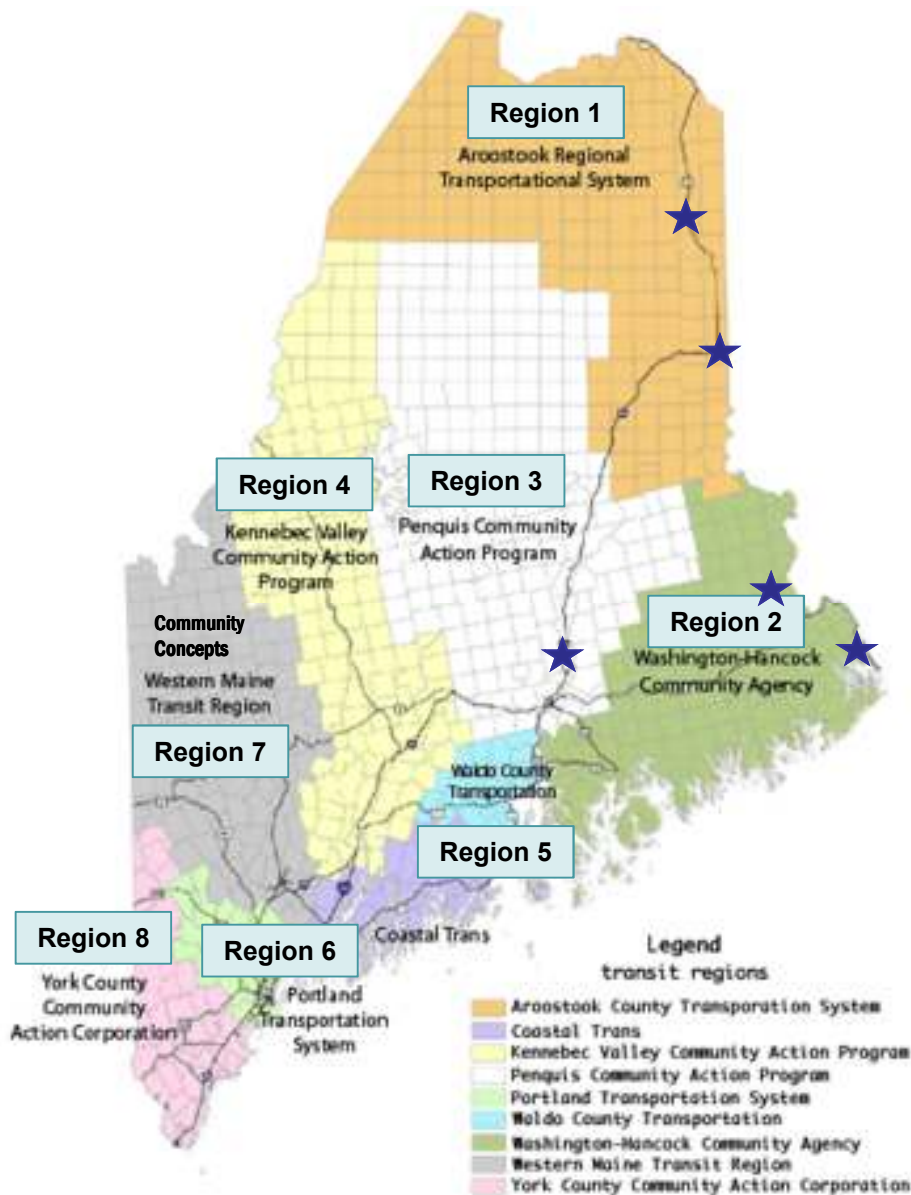 Region 1
Aroostook Regional
Transportational System
Region 4
Kennebec Valley
Community Action
Program
Region 3
Penquis Community
Action Program
Community
Concepts
Western Maine
Transit Region
Region 2
Washington-Hancock
Community Agency
Region 7
Waldo County
Transportation
Region 5
Region 8
York County
Community
Action Corporation
Region 6
Portland
Transportation
System
Coastal Trans
Legend
transit regions
Aroostook County Transporation System
Coastal Trans
Kennebec Valley Community Action Program
Penquis Community Action Program
Portland Transportation System
Waldo County Transportation
Washington-Hancock Community Agency
Western Maine Transit Region
York County Community Action Corporation